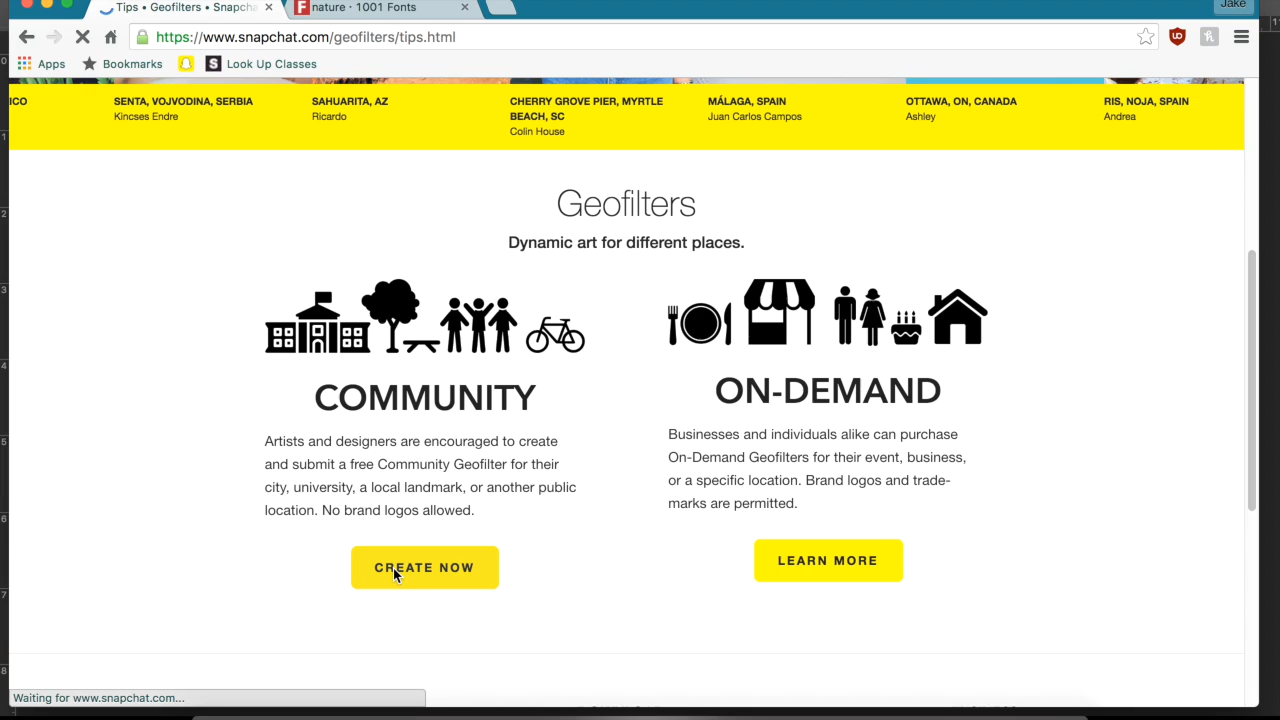 Jake
Tips • Geofilters • Snapcha
nature · 1001 Fonts
https://www.snapchat.com/geofilters/tips.html
Apps Bookmarks Look Up Classes
ICO
SENTA, VOJVODINA, SERBIA
Kincses Endre
SAHUARITA, AZ
Ricardo
CHERRY GROVE PIER, MYRTLE
BEACH, SC
Colin House
MÁLAGA, SPAIN
Juan Carlos Campos
OTTAWA, ON, CANADA
Ashley
RIS, NOJA, SPAIN
Andrea
Geofilters
Dynamic art for different places.
COMMUNITY
Artists and designers are encouraged to create
and submit a free Community Geofilter for their
city, university, a local landmark, or another public
location. No brand logos allowed.
CREATE NOW
ON-DEMAND
Businesses and individuals alike can purchase
On-Demand Geofilters for their event, business,
or a specific location. Brand logos and trade-
marks are permitted.
LEARN MORE
Waiting for www.snapchat.com...